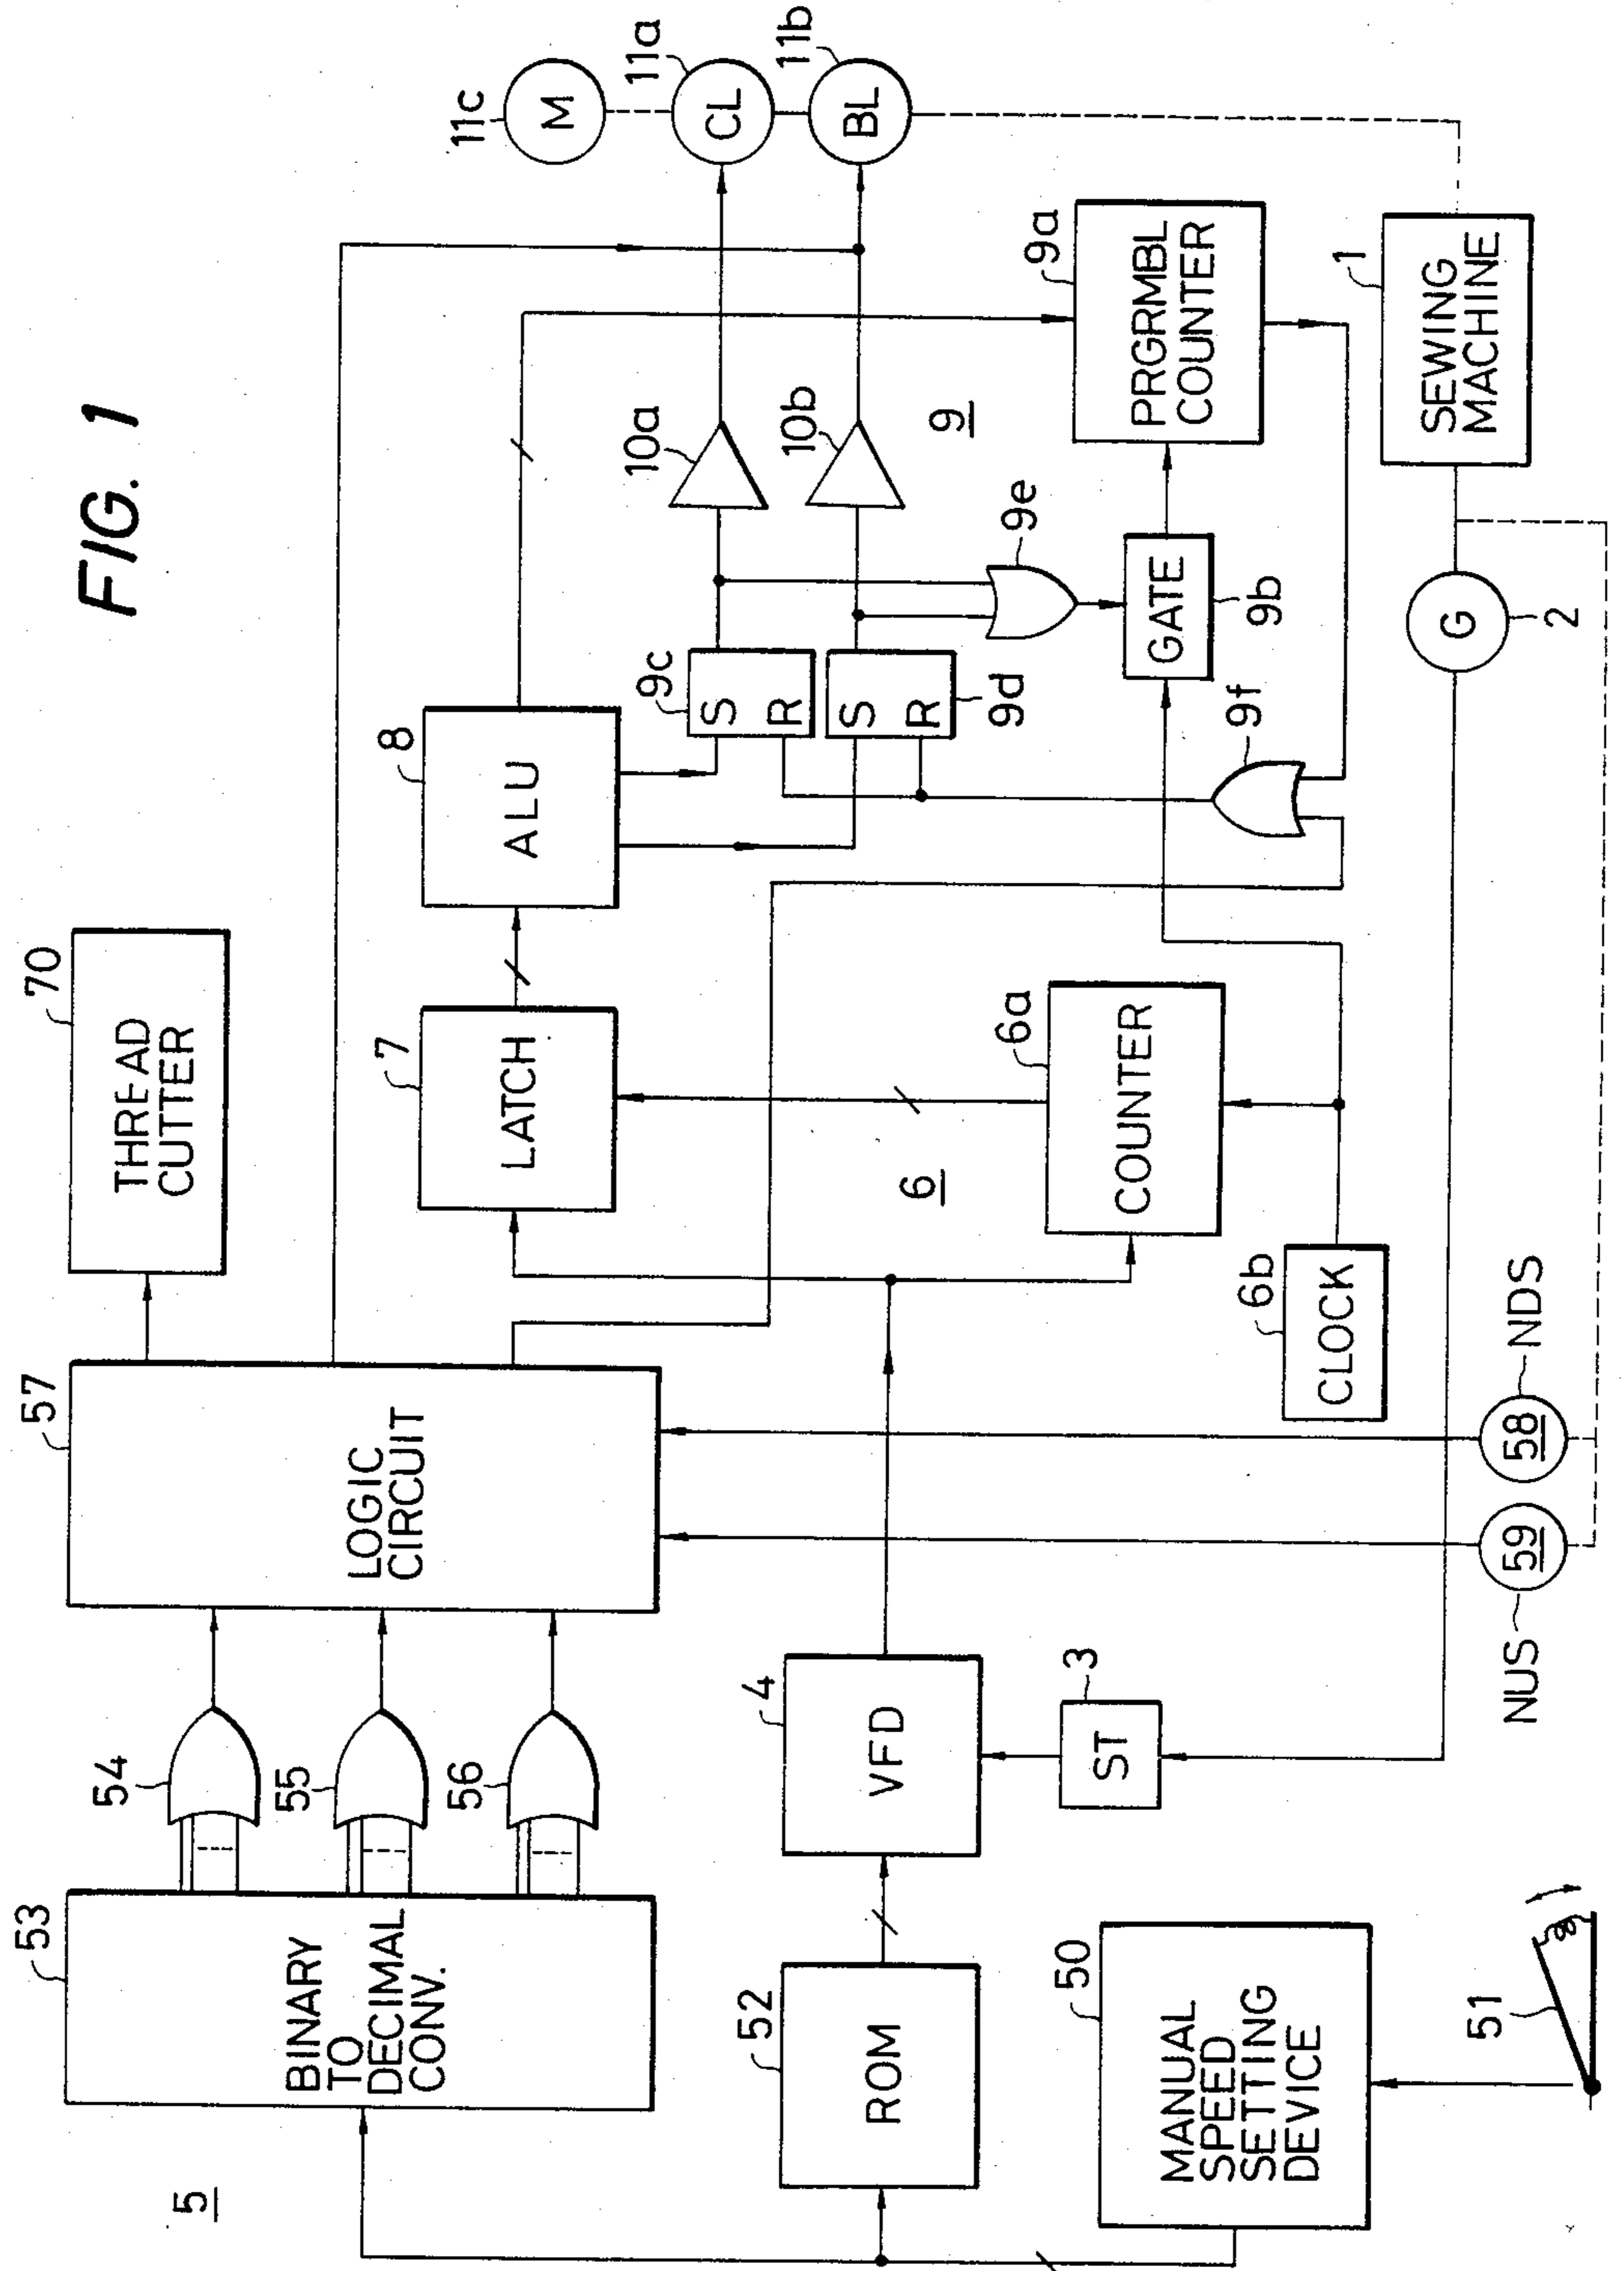 FIG. 1
53
BINARY
TO
DECIMAL
CONV.
5
54
55
56
57
LOGIC
CIRCUIT
70
THREAD
CUTTER
52
ROM
4
VFD
3
ST
50
MANUAL
SPEED
SETTING
DEVICE
51
7
LATCH
8
ALU
6
6a
COUNTER
6b
CLOCK
9c
S
R
S
R
9d
10a
10b
9
9e
9f
GATE
9b
9a
PRGRMBL
COUNTER
11c
M
11a
CL
11b
BL
1
SEWING
MACHINE
G
2
58
NDS
59
NUS